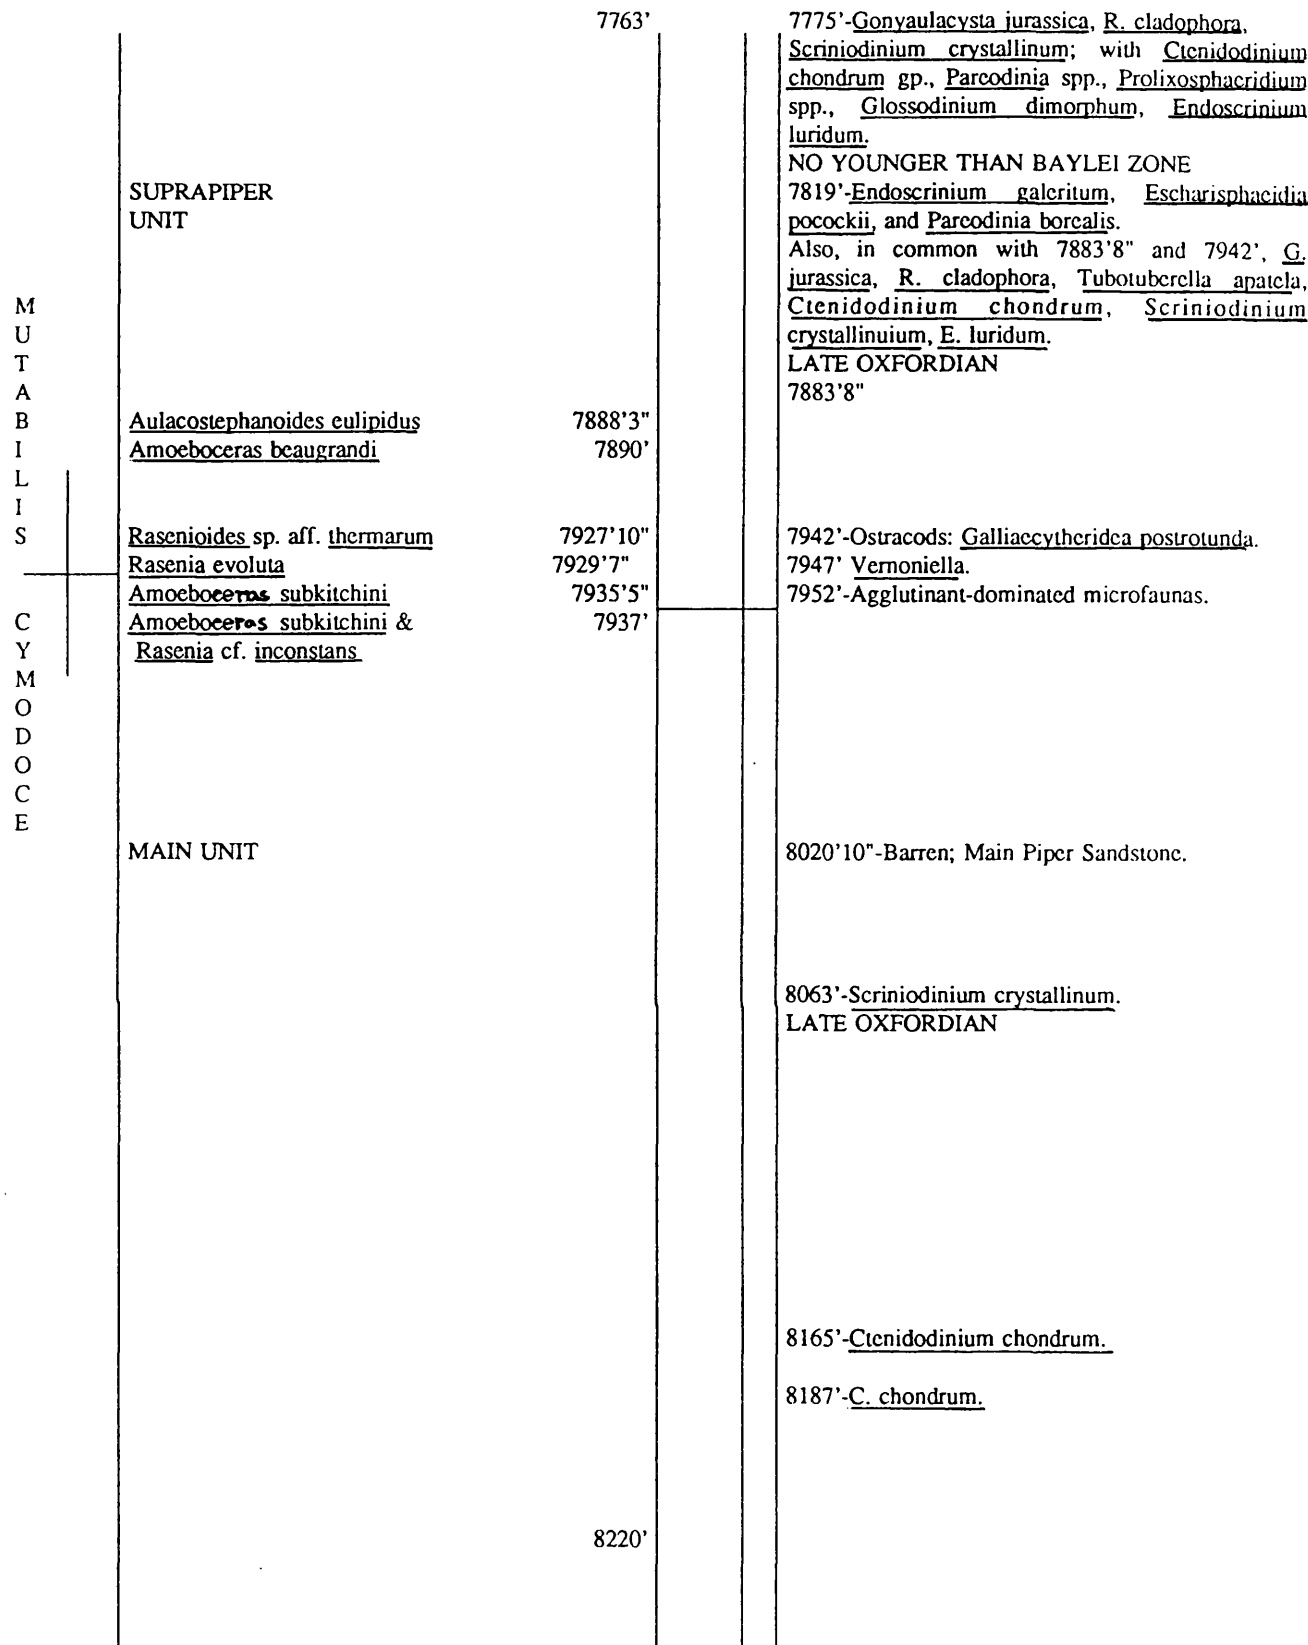 7763'
7775'-Gonyaulacysta jurassica, R. cladophora,
Scriniodinium crystallinum; with Ctenidodinium
chondrum gp., Pareodinia spp., Prolixosphaeridium
spp., Glossodinium dimorphum, Endoscrinium
luridum.
NO YOUNGER THAN BAYLEI ZONE
SUPRAPIPER
UNIT
7819'-Endoscrinium galeritum, Escharisphaeidia
pocockii, and Pareodinia borealis.
Also, in common with 7883'8" and 7942', G.
jurassica, R. cladophora, Tubotuberella apatela,
Ctenidodinium chondrum, Scriniodinium
crystallinuium, E. luridum.
LATE OXFORDIAN
7883'8"
MUTABILIS
Aulacostephanoides eulipidus 7888'3"
Amoeboceras beaugrandi 7890'
Rasenioides sp. aff. thermarum 7927'10"
Rasenia evoluta 7929'7"
Amoeboceras subkitchini 7935'5"
Amoeboceras subkitchini & 7937'
Rasenia cf. inconstans
7942'-Ostracods: Galliaecytheridea postrotunda.
7947' Vernoniella.
7952'-Agglutinant-dominated microfaunas.
CYMODOCE
MAIN UNIT
8020'10"-Barren; Main Piper Sandstone.
8063'-Scriniodinium crystallinum.
LATE OXFORDIAN
8165'-Ctenidodinium chondrum.
8187'-C. chondrum.
8220'